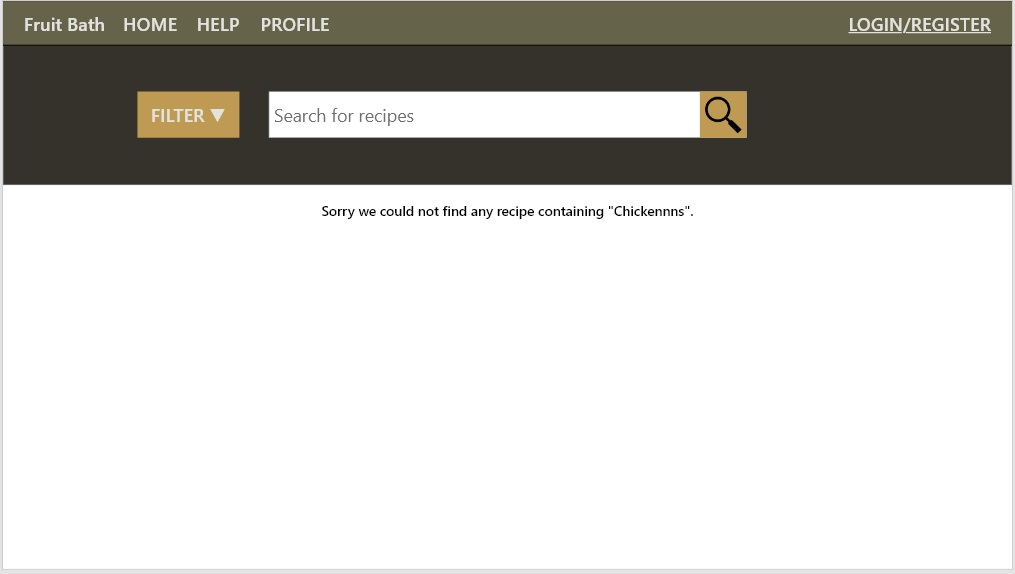 Fruit Bath HOME HELP PROFILE LOGIN/REGISTER
FILTER ▼ Search for recipes
Sorry we could not find any recipe containing "Chickennns".